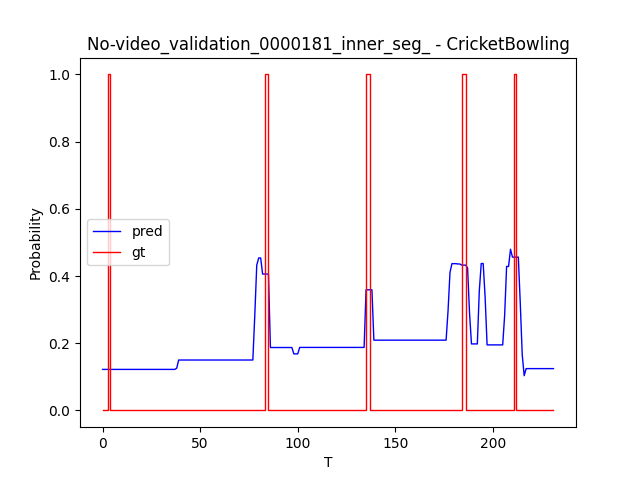 No-video_validation_0000181_inner_seg_ - CricketBowling
1.0
0.8
0.6
0.4
0.2
0.0
Probability
pred
gt
0 50 100 150 200
T